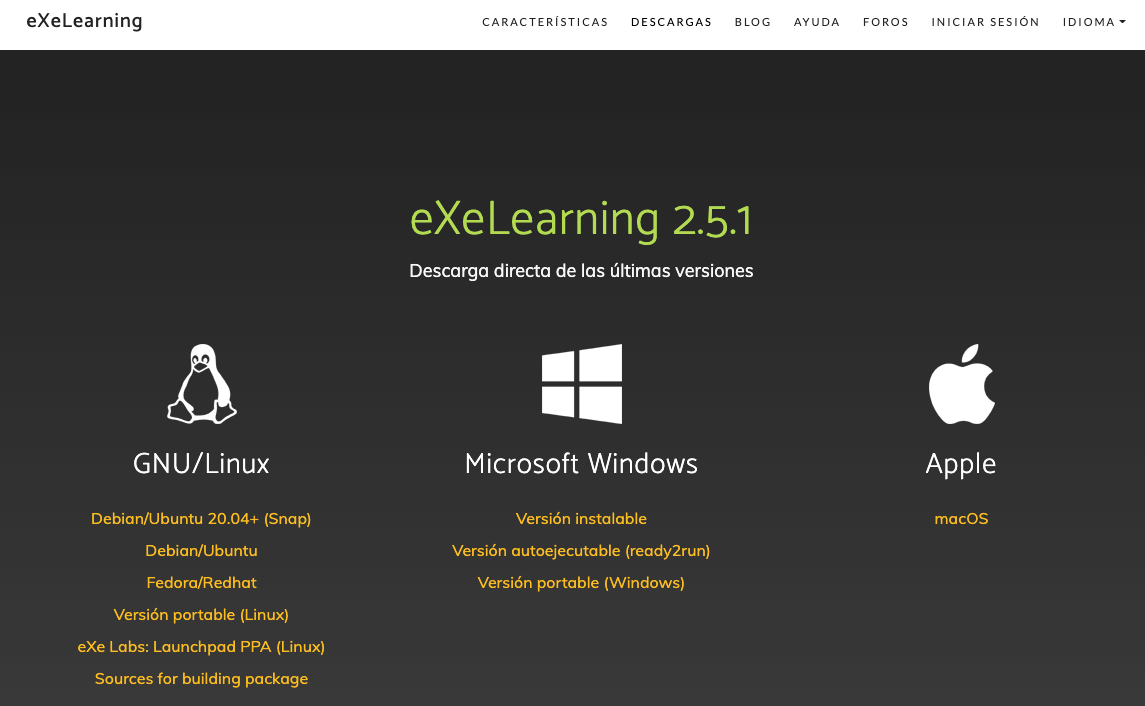 eXeLearning
CARACTERÍSTICAS DESCARGAS BLOG AYUDA FOROS INICIAR SESIÓN IDIOMA
eXeLearning 2.5.1
Descarga directa de las últimas versiones
GNU/Linux
Debian/Ubuntu 20.04+ (Snap)
Debian/Ubuntu
Fedora/Redhat
Versión portable (Linux)
eXe Labs: Launchpad PPA (Linux)
Sources for building package
Microsoft Windows
Versión instalable
Versión autoejecutable (ready2run)
Versión portable (Windows)
Apple
macOS